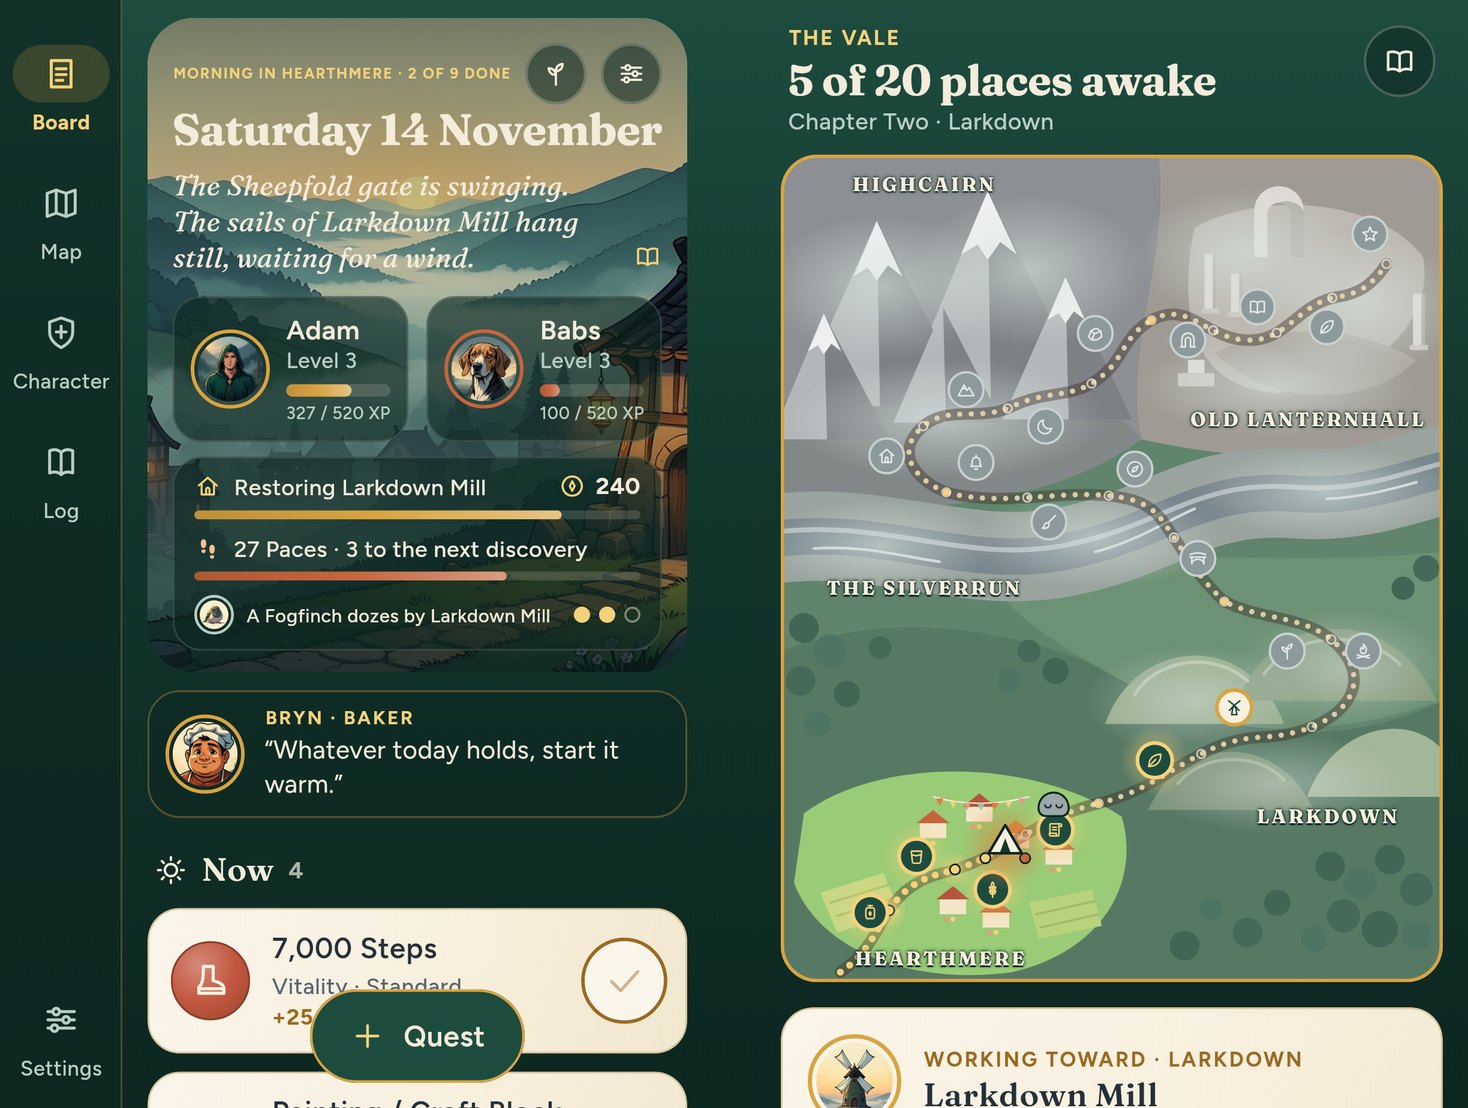 Board
Map
Character
Log
Settings
MORNING IN HEARTHMERE · 2 OF 9 DONE
Saturday 14 November
The Sheepfold gate is swinging.
The sails of Larkdown Mill hang
still, waiting for a wind.
Adam
Level 3
327 / 520 XP
Babs
Level 3
100 / 520 XP
Restoring Larkdown Mill
240
27 Paces · 3 to the next discovery
A Fogfinch dozes by Larkdown Mill
BRYN · BAKER
“Whatever today holds, start it
warm.”
Now 4
7,000 Steps
Vitality · Standard
+25
Quest
Painting / Craft Block
THE VALE
5 of 20 places awake
Chapter Two · Larkdown
HIGHCAIRN
OLD LANTERNHALL
THE SILVERRUN
LARKDOWN
HEARTHMERE
WORKING TOWARD · LARKDOWN
Larkdown Mill